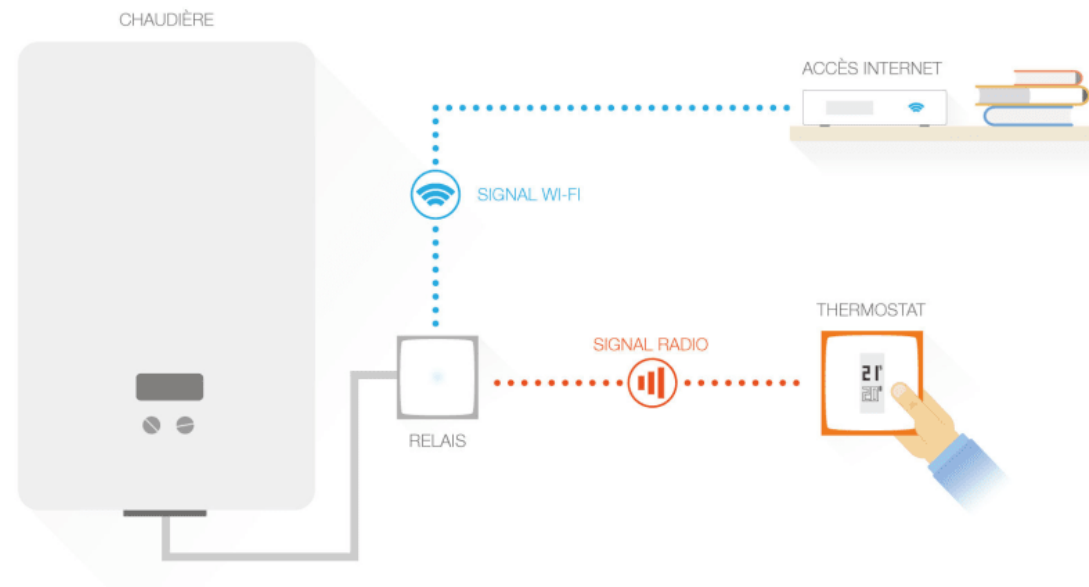 CHAUDIÈRE
ACCÈS INTERNET
SIGNAL WI-FI
THERMOSTAT
SIGNAL RADIO
21°
RELAIS